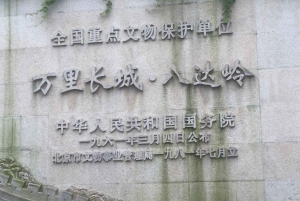 全国重点文物保护单位
万里长城·八达岭
中华人民共和国国务院
一九六一年三月四日公布
北京市文物事业管理局一九八一年七月立